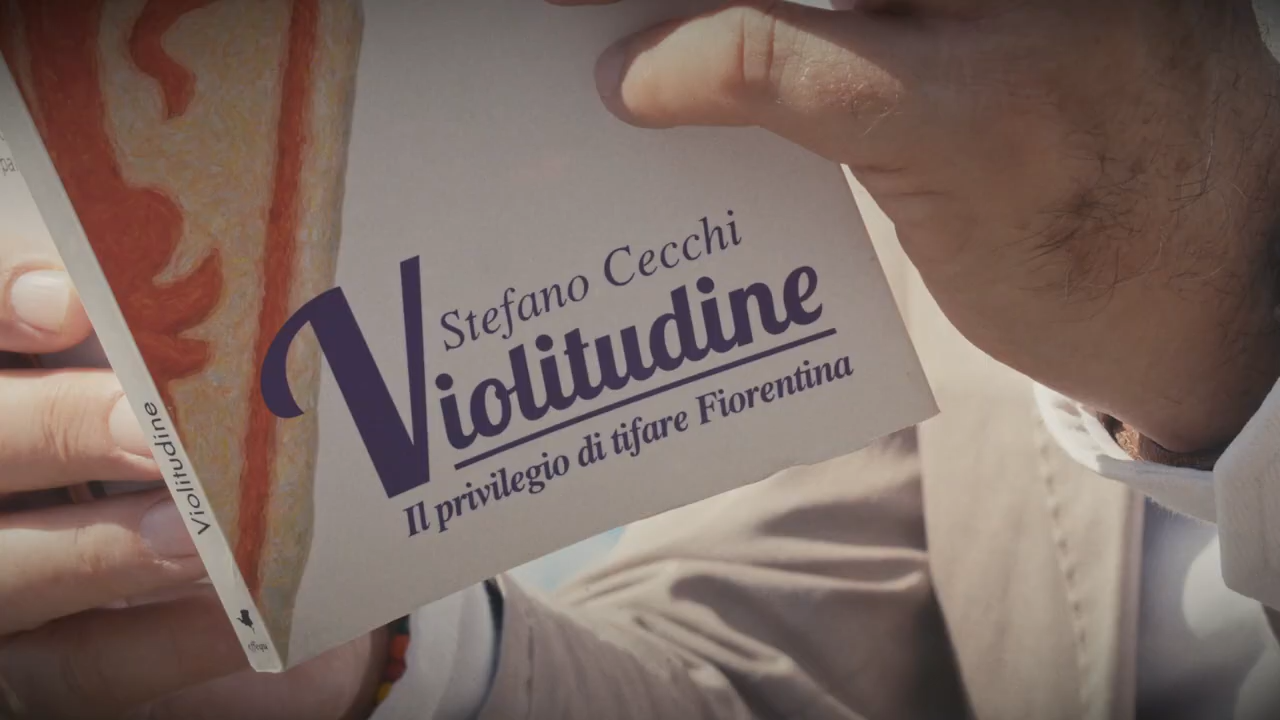 Stefano Cecchi
Violitudine
Il privilegio di tifare Fiorentina
Violitudine